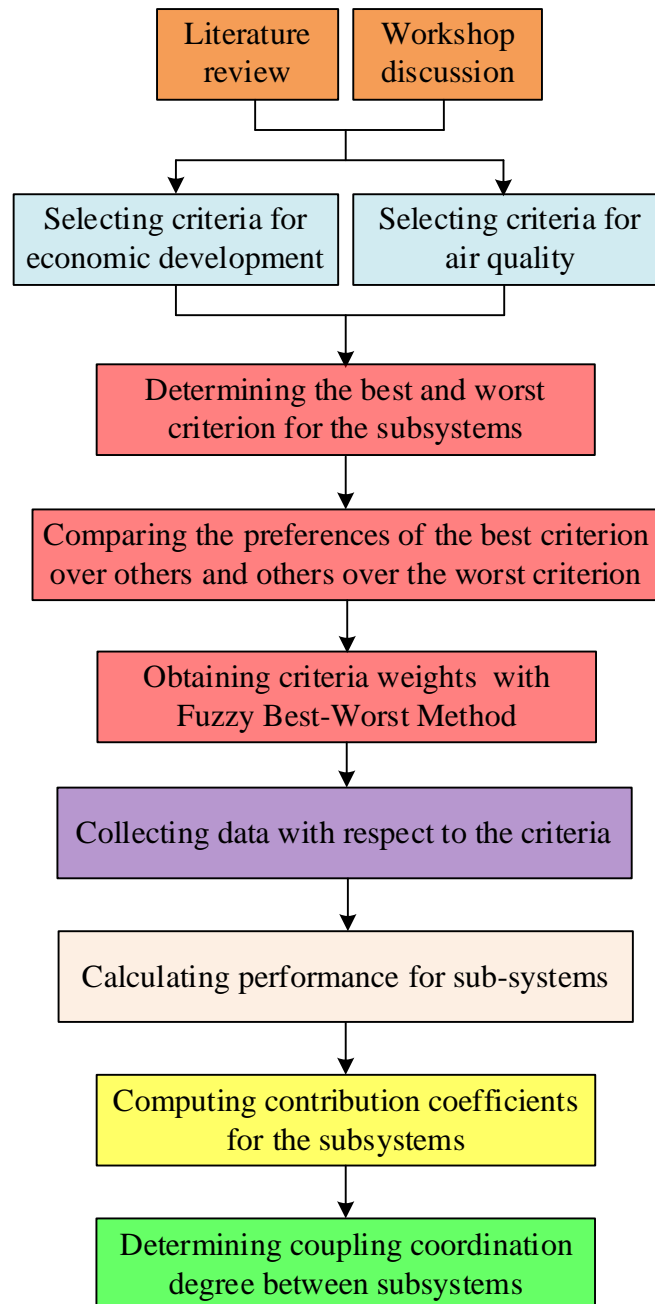 Literature
review
Workshop
discussion
Selecting criteria for
economic development
Selecting criteria for
air quality
Determining the best and worst
criterion for the subsystems
Comparing the preferences of the best criterion
over others and others over the worst criterion
Obtaining criteria weights with
Fuzzy Best-Worst Method
Collecting data with respect to the criteria
Calculating performance for sub-systems
Computing contribution coefficients
for the subsystems
Determining coupling coordination
degree between subsystems